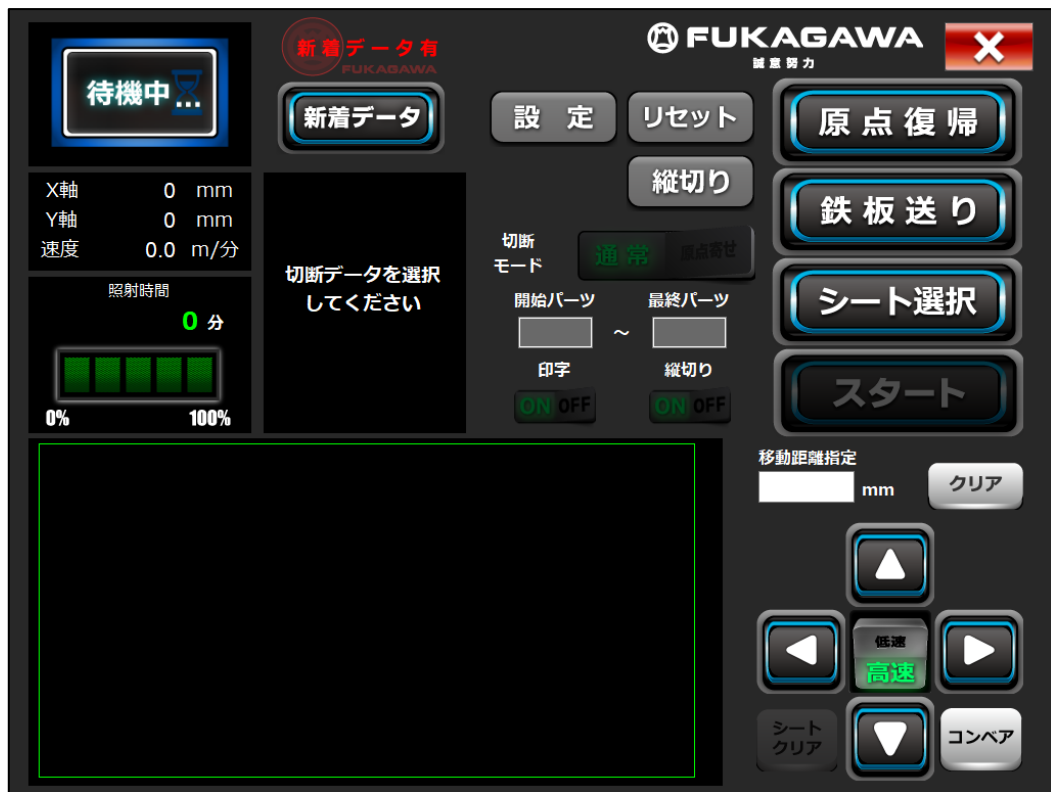 待機中...
新着データ有
FUKAGAWA
新着データ
FUKAGAWA
誠意努力
設 定
リセット
縦切り
原点復帰
鉄板送り
シート選択
スタート
X軸 0 mm
Y軸 0 mm
速度 0.0 m/分
照射時間
0 分
0% 100%
切断データを選択
してください
切断
モード
通常 原点寄せ
開始パーツ 最終パーツ
～
印字 縦切り
ON OFF ON OFF
移動距離指定
mm
クリア
低速
高速
シート
クリア
コンベア